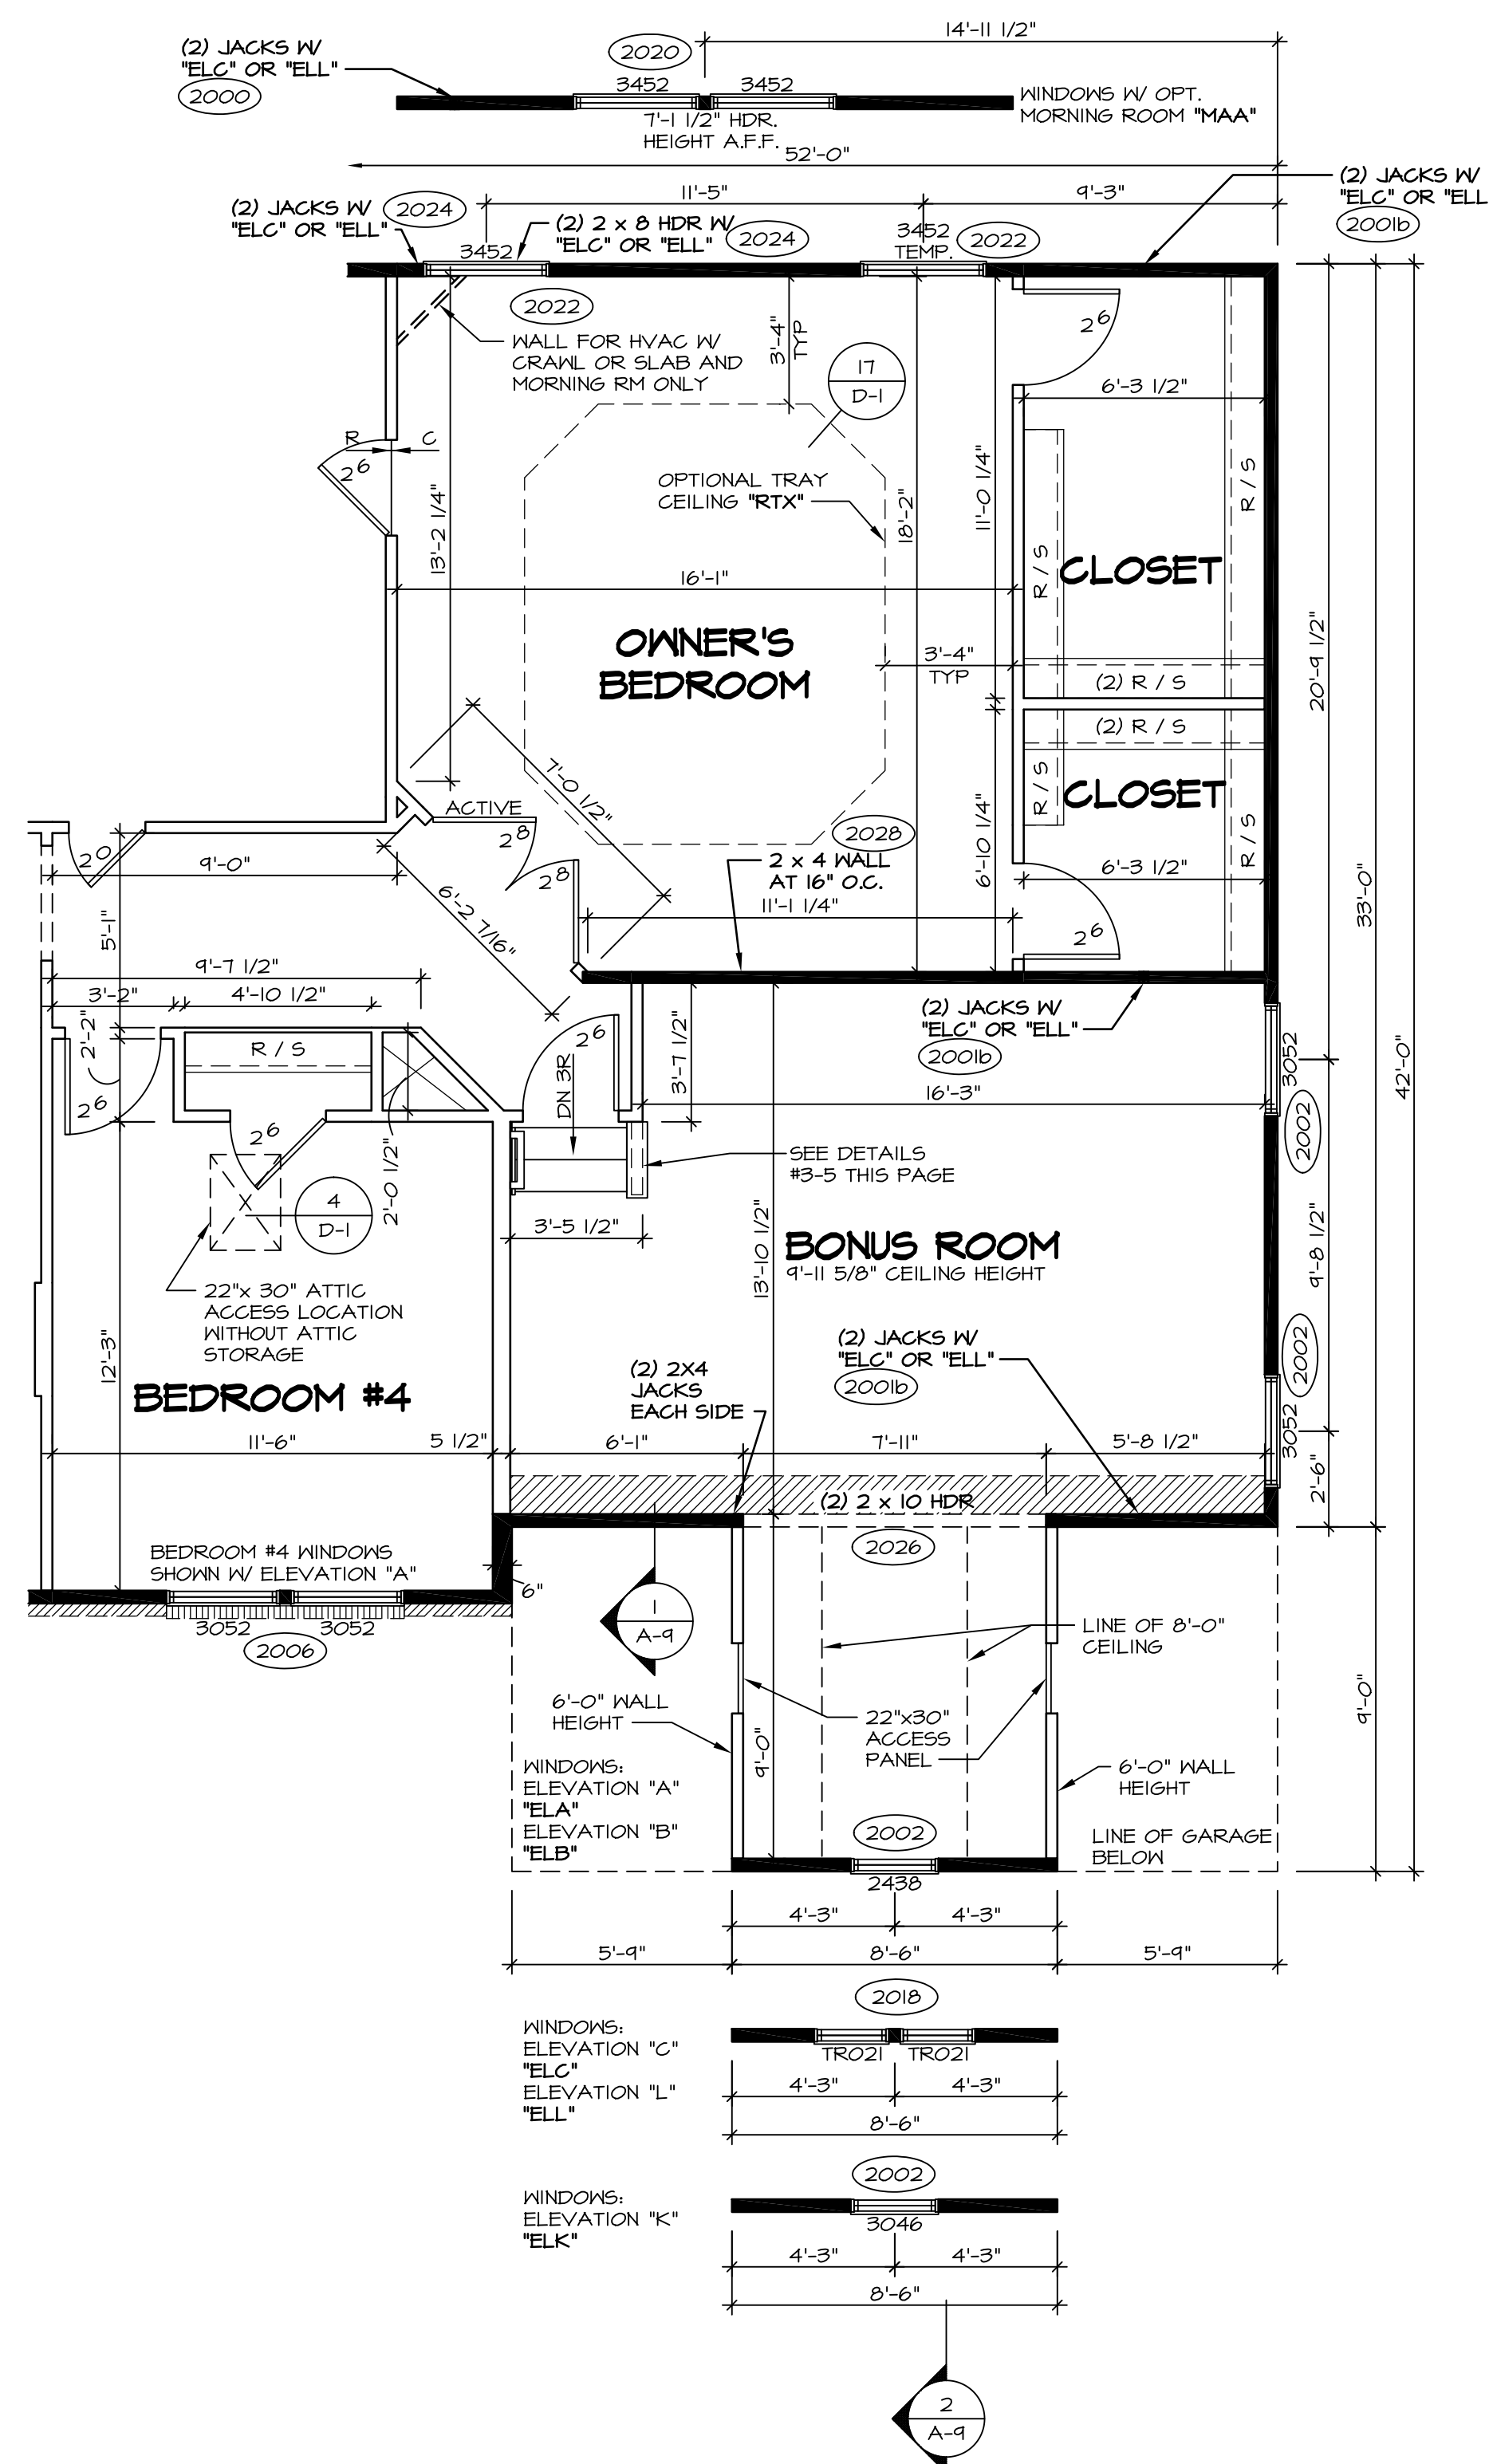 14'-11 1/2"
(2) JACKS W/
"ELC" OR "ELL"
2000
2020
3452
3452
7'-1 1/2" HDR.
HEIGHT A.F.F.
WINDOWS W/ OPT.
MORNING ROOM "MAA"
52'-0"
11'-5"
9'-3"
(2) JACKS W/
"ELC" OR "ELL
2001b
(2) JACKS W/
"ELC" OR "ELL"
2024
(2) 2 x 8 HDR W/
"ELC" OR "ELL"
2024
3452
TEMP.
2022
3452
2022
WALL FOR HVAC W/
CRAWL OR SLAB AND
MORNING RM ONLY
3'-4"
TYP
17
D-1
26
6'-3 1/2"
R
C
26
13'-2 1/4"
OPTIONAL TRAY
CEILING "RTX"
18'-2"
11'-0 1/4"
R / S
R / S
CLOSET
16'-1"
OWNER'S
BEDROOM
3'-4"
TYP
(2) R / S
20'-9 1/2"
(2) R / S
R / S
CLOSET
R / S
7'-0 1/2"
ACTIVE
28
28
2028
2 x 4 WALL
AT 16" O.C.
11'-1 1/4"
6'-10 1/4"
6'-3 1/2"
26
33'-0"
42'-0"
20
9'-0"
5'-1"
6'-2 7/16"
9'-7 1/2"
3'-2"
4'-10 1/2"
2'-2"
R / S
26
26
26
DN 3R
3'-7 1/2"
(2) JACKS W/
"ELC" OR "ELL"
2001b
16'-3"
3052
2002
2'-0 1/2"
4
D-1
SEE DETAILS
#3-5 THIS PAGE
3'-5 1/2"
13'-10 1/2"
BONUS ROOM
9'-11 5/8" CEILING HEIGHT
9'-8 1/2"
22"x 30" ATTIC
ACCESS LOCATION
WITHOUT ATTIC
STORAGE
12'-3"
BEDROOM #4
(2) 2X4
JACKS
EACH SIDE
(2) JACKS W/
"ELC" OR "ELL"
2001b
2002
3052
11'-6"
5 1/2"
6'-1"
7'-11"
5'-8 1/2"
2'-6"
(2) 2 x 10 HDR
2026
BEDROOM #4 WINDOWS
SHOWN W/ ELEVATION "A"
6"
3052
3052
2006
1
A-9
LINE OF 8'-0"
CEILING
6'-0" WALL
HEIGHT
22"x30"
ACCESS
PANEL
9'-0"
9'-0"
6'-0" WALL
HEIGHT
WINDOWS:
ELEVATION "A"
"ELA"
ELEVATION "B"
"ELB"
2002
LINE OF GARAGE
BELOW
2438
4'-3"
4'-3"
5'-9"
8'-6"
5'-9"
2018
WINDOWS:
ELEVATION "C"
"ELC"
ELEVATION "L"
"ELL"
TR021
TR021
4'-3"
4'-3"
8'-6"
2002
WINDOWS:
ELEVATION "K"
"ELK"
3046
4'-3"
4'-3"
8'-6"
2
A-9